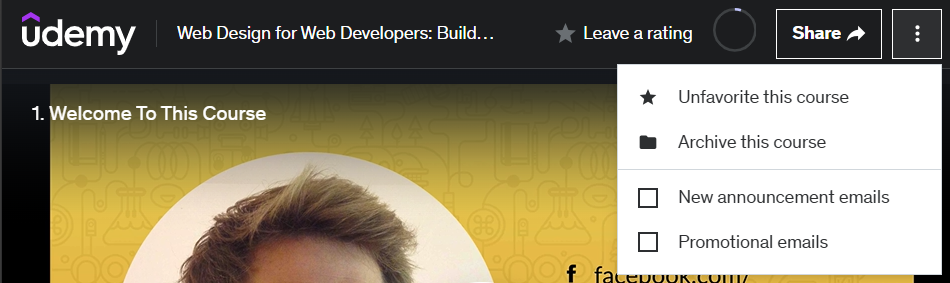 ûdemy
Web Design for Web Developers: Build…
Leave a rating
Share
Unfavorite this course
Archive this course
New announcement emails
Promotional emails
1. Welcome To This Course
f facebook.com/